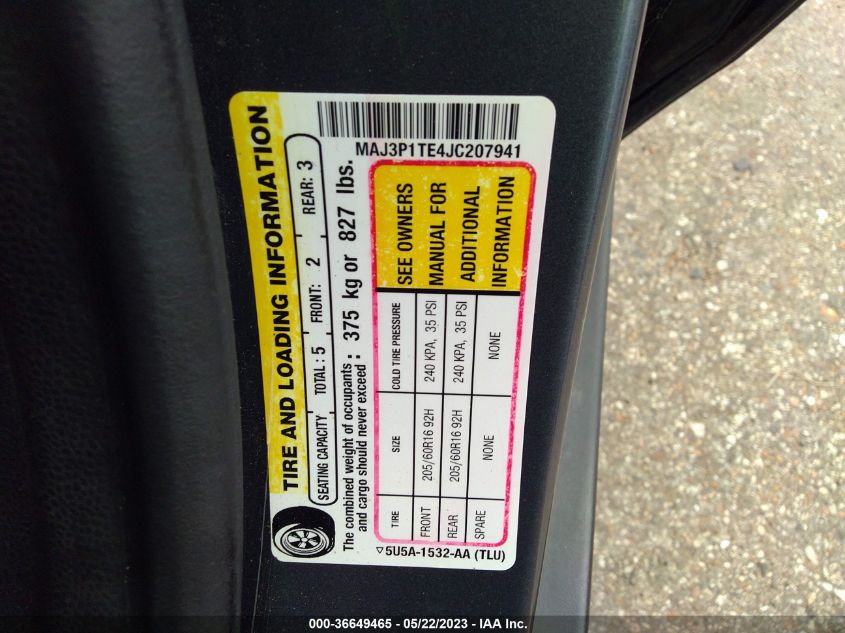 MAJ3P1TE4JC207941
TIRE AND LOADING INFORMATION
SEATING CAPACITY TOTAL : 5 FRONT: 2 REAR: 3
The combined weight of occupants and cargo should never exceed : 375 kg or 827 lbs.
TIRE SIZE COLD TIRE PRESSURE
FRONT 205/60R16 92H 240 KPA, 35 PSI
REAR 205/60R16 92H 240 KPA, 35 PSI
SPARE NONE NONE
SEE OWNERS
MANUAL FOR
ADDITIONAL
INFORMATION
▽5U5A-1532-AA (TLU)
000-36649465 - 05/22/2023 - IAA Inc.